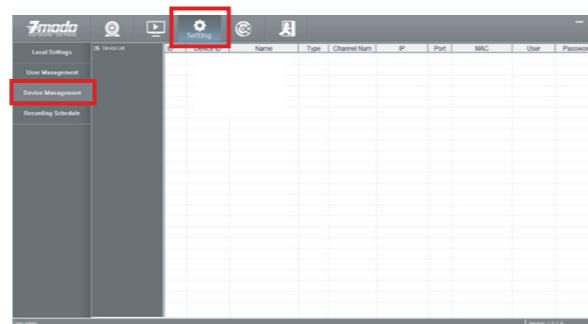 Zmodo
Setting
Local Settings
User Management
Device Management
Recording Schedule
Device List
ID Device ID Name Type Channel Num IP Port MAC User Passwor